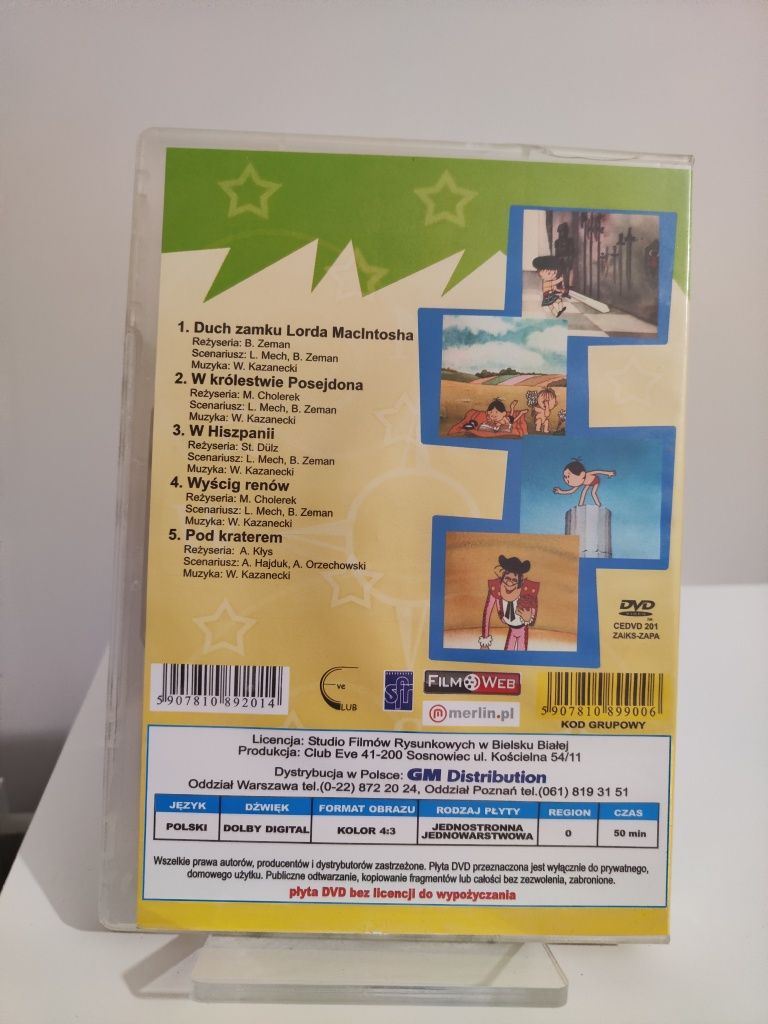 1. Duch zamku Lorda MacIntosha
Reżyseria: B. Zeman
Scenariusz: L. Mech, B. Zeman
Muzyka: W. Kazanecki
2. W królestwie Posejdona
Reżyseria: M. Cholerek
Scenariusz: L. Mech, B. Zeman
Muzyka: W. Kazanecki
3. W Hiszpanii
Reżyseria: St. Dülz
Scenariusz: L. Mech, B. Zeman
Muzyka: W. Kazanecki
4. Wyścig renów
Reżyseria: M. Cholerek
Scenariusz: L. Mech, B. Zeman
Muzyka: W. Kazanecki
5. Pod kraterem
Reżyseria: A. Kłys
Scenariusz: A. Hajduk, A. Orzechowski
Muzyka: W. Kazanecki
DVD
VIDEO
TM
CEDVD 201
ZAiKS-ZAPA
5 907810 892014
Eve
CLUB
sfr
FILM WEB
merlin.pl
5 907810 899006
KOD GRUPOWY
Licencja: Studio Filmów Rysunkowych w Bielsku Białej
Produkcja: Club Eve 41-200 Sosnowiec ul. Kościelna 54/11
Dystrybucja w Polsce: GM Distribution
Oddział Warszawa tel.(0-22) 872 20 24, Oddział Poznań tel.(061) 819 31 51
JĘZYK DŹWIĘK FORMAT OBRAZU RODZAJ PŁYTY REGION CZAS
POLSKI DOLBY DIGITAL KOLOR 4:3 JEDNOSTRONNA JEDNOWARSTWOWA 0 50 min
Wszelkie prawa autorów, producentów i dystrybutorów zastrzeżone. Płyta DVD przeznaczona jest wyłącznie do prywatnego,
domowego użytku. Publiczne odtwarzanie, kopiowanie fragmentów lub całości bez zezwolenia, zabronione.
płyta DVD bez licencji do wypożyczania